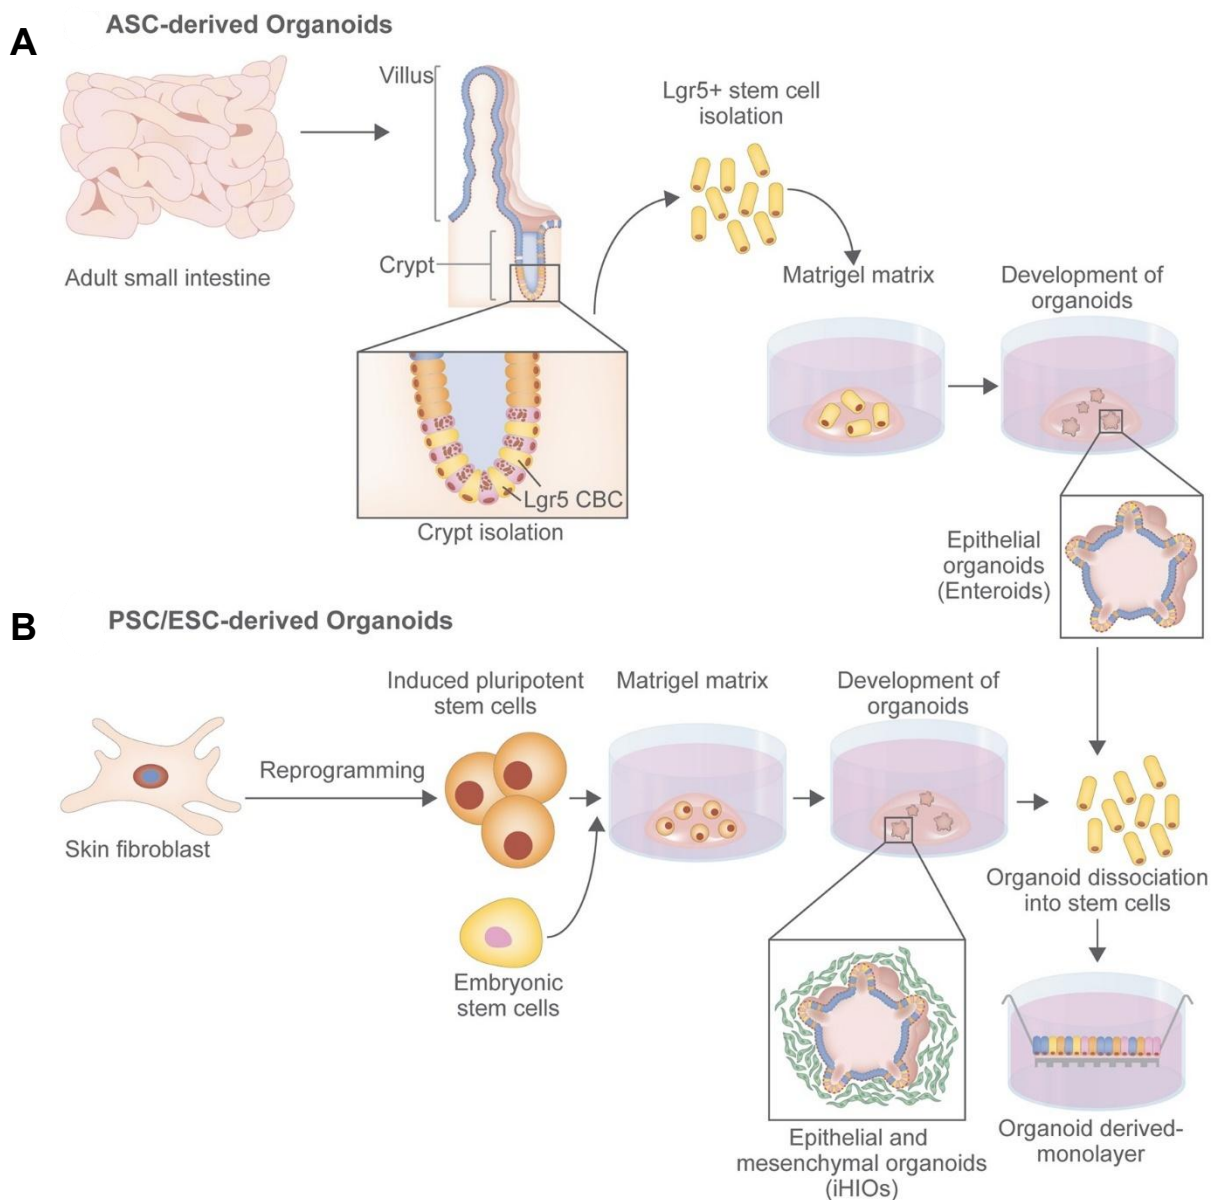 A
ASC-derived Organoids
Villus
Lgr5+ stem cell
isolation
Adult small intestine
Crypt
Matrigel matrix
Development of
organoids
Lgr5 CBC
Crypt isolation
Epithelial
organoids
(Enteroids)
B
PSC/ESC-derived Organoids
Induced pluripotent
stem cells
Matrigel matrix
Development of
organoids
Reprogramming
Skin fibroblast
Organoid dissociation
into stem cells
Embryonic
stem cells
Epithelial and
mesenchymal organoids
(iHIOs)
Organoid derived-
monolayer